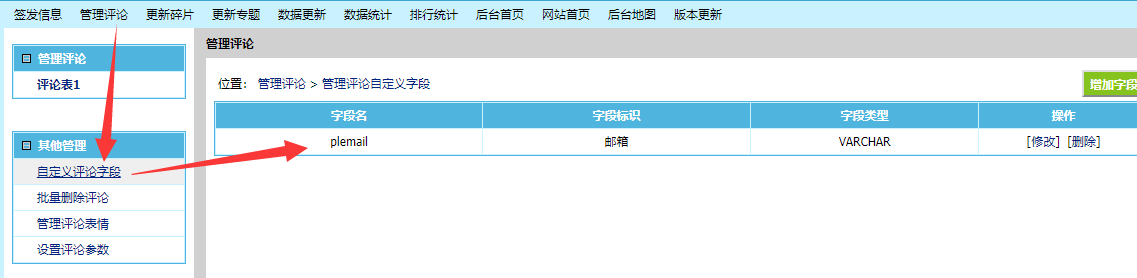 签发信息 管理评论 更新碎片 更新专题 数据更新 数据统计 排行统计 后台首页 网站首页 后台地图 版本更新
管理评论
评论表1
其他管理
自定义评论字段
批量删除评论
管理评论表情
设置评论参数
管理评论
位置： 管理评论 > 管理评论自定义字段
增加字段
字段名 字段标识 字段类型 操作
plemail 邮箱 VARCHAR [修改] [删除]